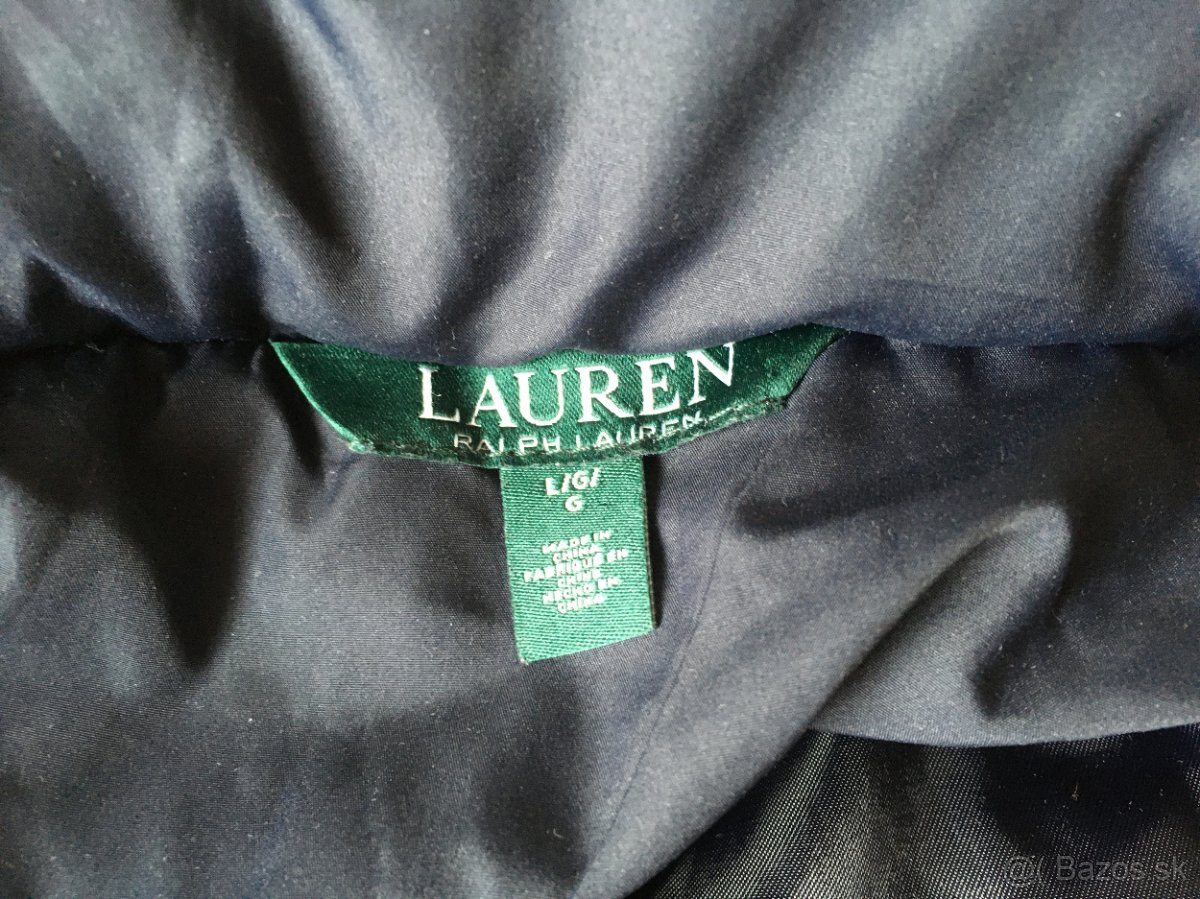 LAUREN
RALPH LAUREN
L/G/
G
MADE IN
CHINA
FABRIQUÉ EN
CHINE
HECHO EN
CHINA
@( Bazos.sk